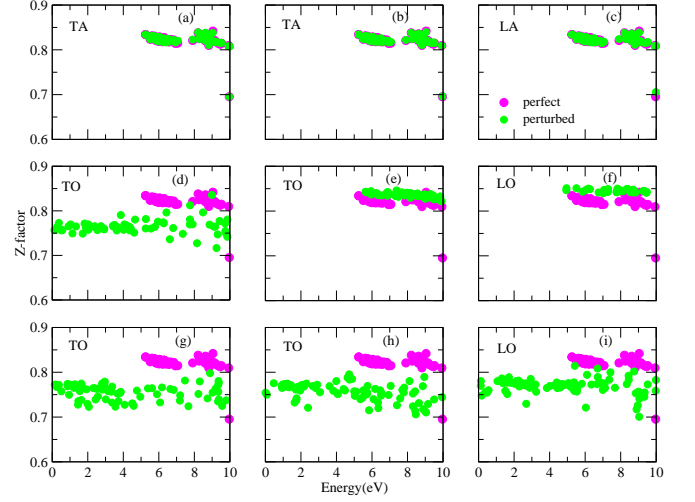 0.9
0.8
0.7
0.6
TA
(a)
TA
(b)
LA
(c)
perfect
perturbed
Z-factor
0.9
0.8
0.7
0.6
TO
(d)
TO
(e)
LO
(f)
0.9
0.8
0.7
0.6
TO
(g)
TO
(h)
LO
(i)
0 2 4 6 8 10 0 2 4 6 8 10 0 2 4 6 8 10
Energy(eV)